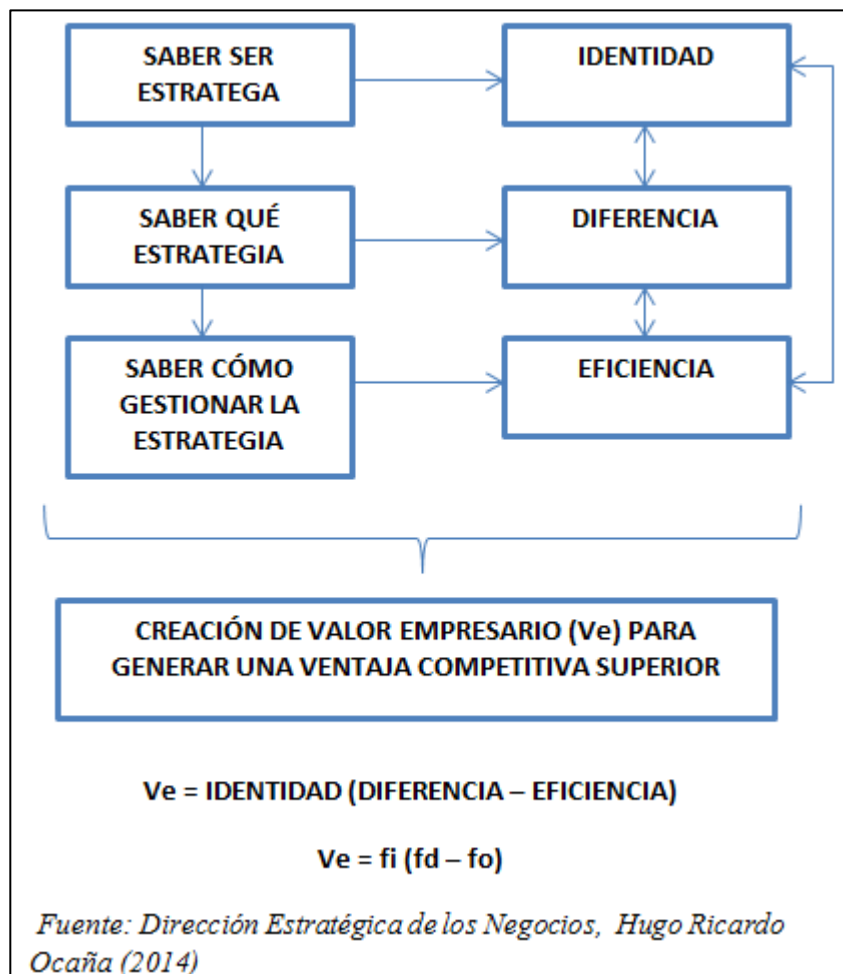 SABER SER
ESTRATEGA
IDENTIDAD
SABER QUÉ
ESTRATEGIA
DIFERENCIA
SABER CÓMO
GESTIONAR LA
ESTRATEGIA
EFICIENCIA
CREACIÓN DE VALOR EMPRESARIO (Ve) PARA
GENERAR UNA VENTAJA COMPETITIVA SUPERIOR
Ve = IDENTIDAD (DIFERENCIA – EFICIENCIA)
Ve = fi (fd – fo)
Fuente: Dirección Estratégica de los Negocios, Hugo Ricardo
Ocaña (2014)